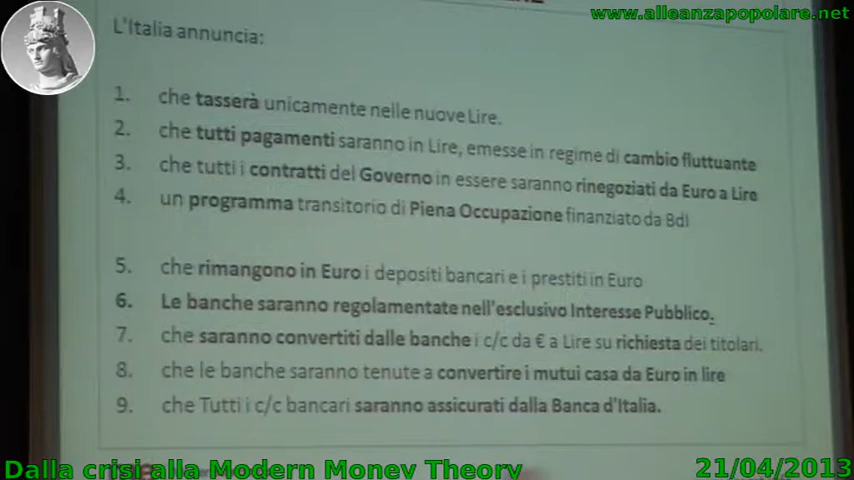 www.alleanzapopolare.net
L'Italia annuncia:
1. che tasserà unicamente nelle nuove Lire.
2. che tutti pagamenti saranno in Lire, emesse in regime di cambio fluttuante
3. che tutti i contratti del Governo in essere saranno rinegoziati da Euro a Lire
4. un programma transitorio di Piena Occupazione finanziato da BdI
5. che rimangono in Euro i depositi bancari e i prestiti in Euro
6. Le banche saranno regolamentate nell'esclusivo Interesse Pubblico.
7. che saranno convertiti dalle banche i c/c da € a Lire su richiesta dei titolari.
8. che le banche saranno tenute a convertire i mutui casa da Euro in lire
9. che Tutti i c/c bancari saranno assicurati dalla Banca d'Italia.
Dalla crisi alla Modern Money Theory
21/04/2013